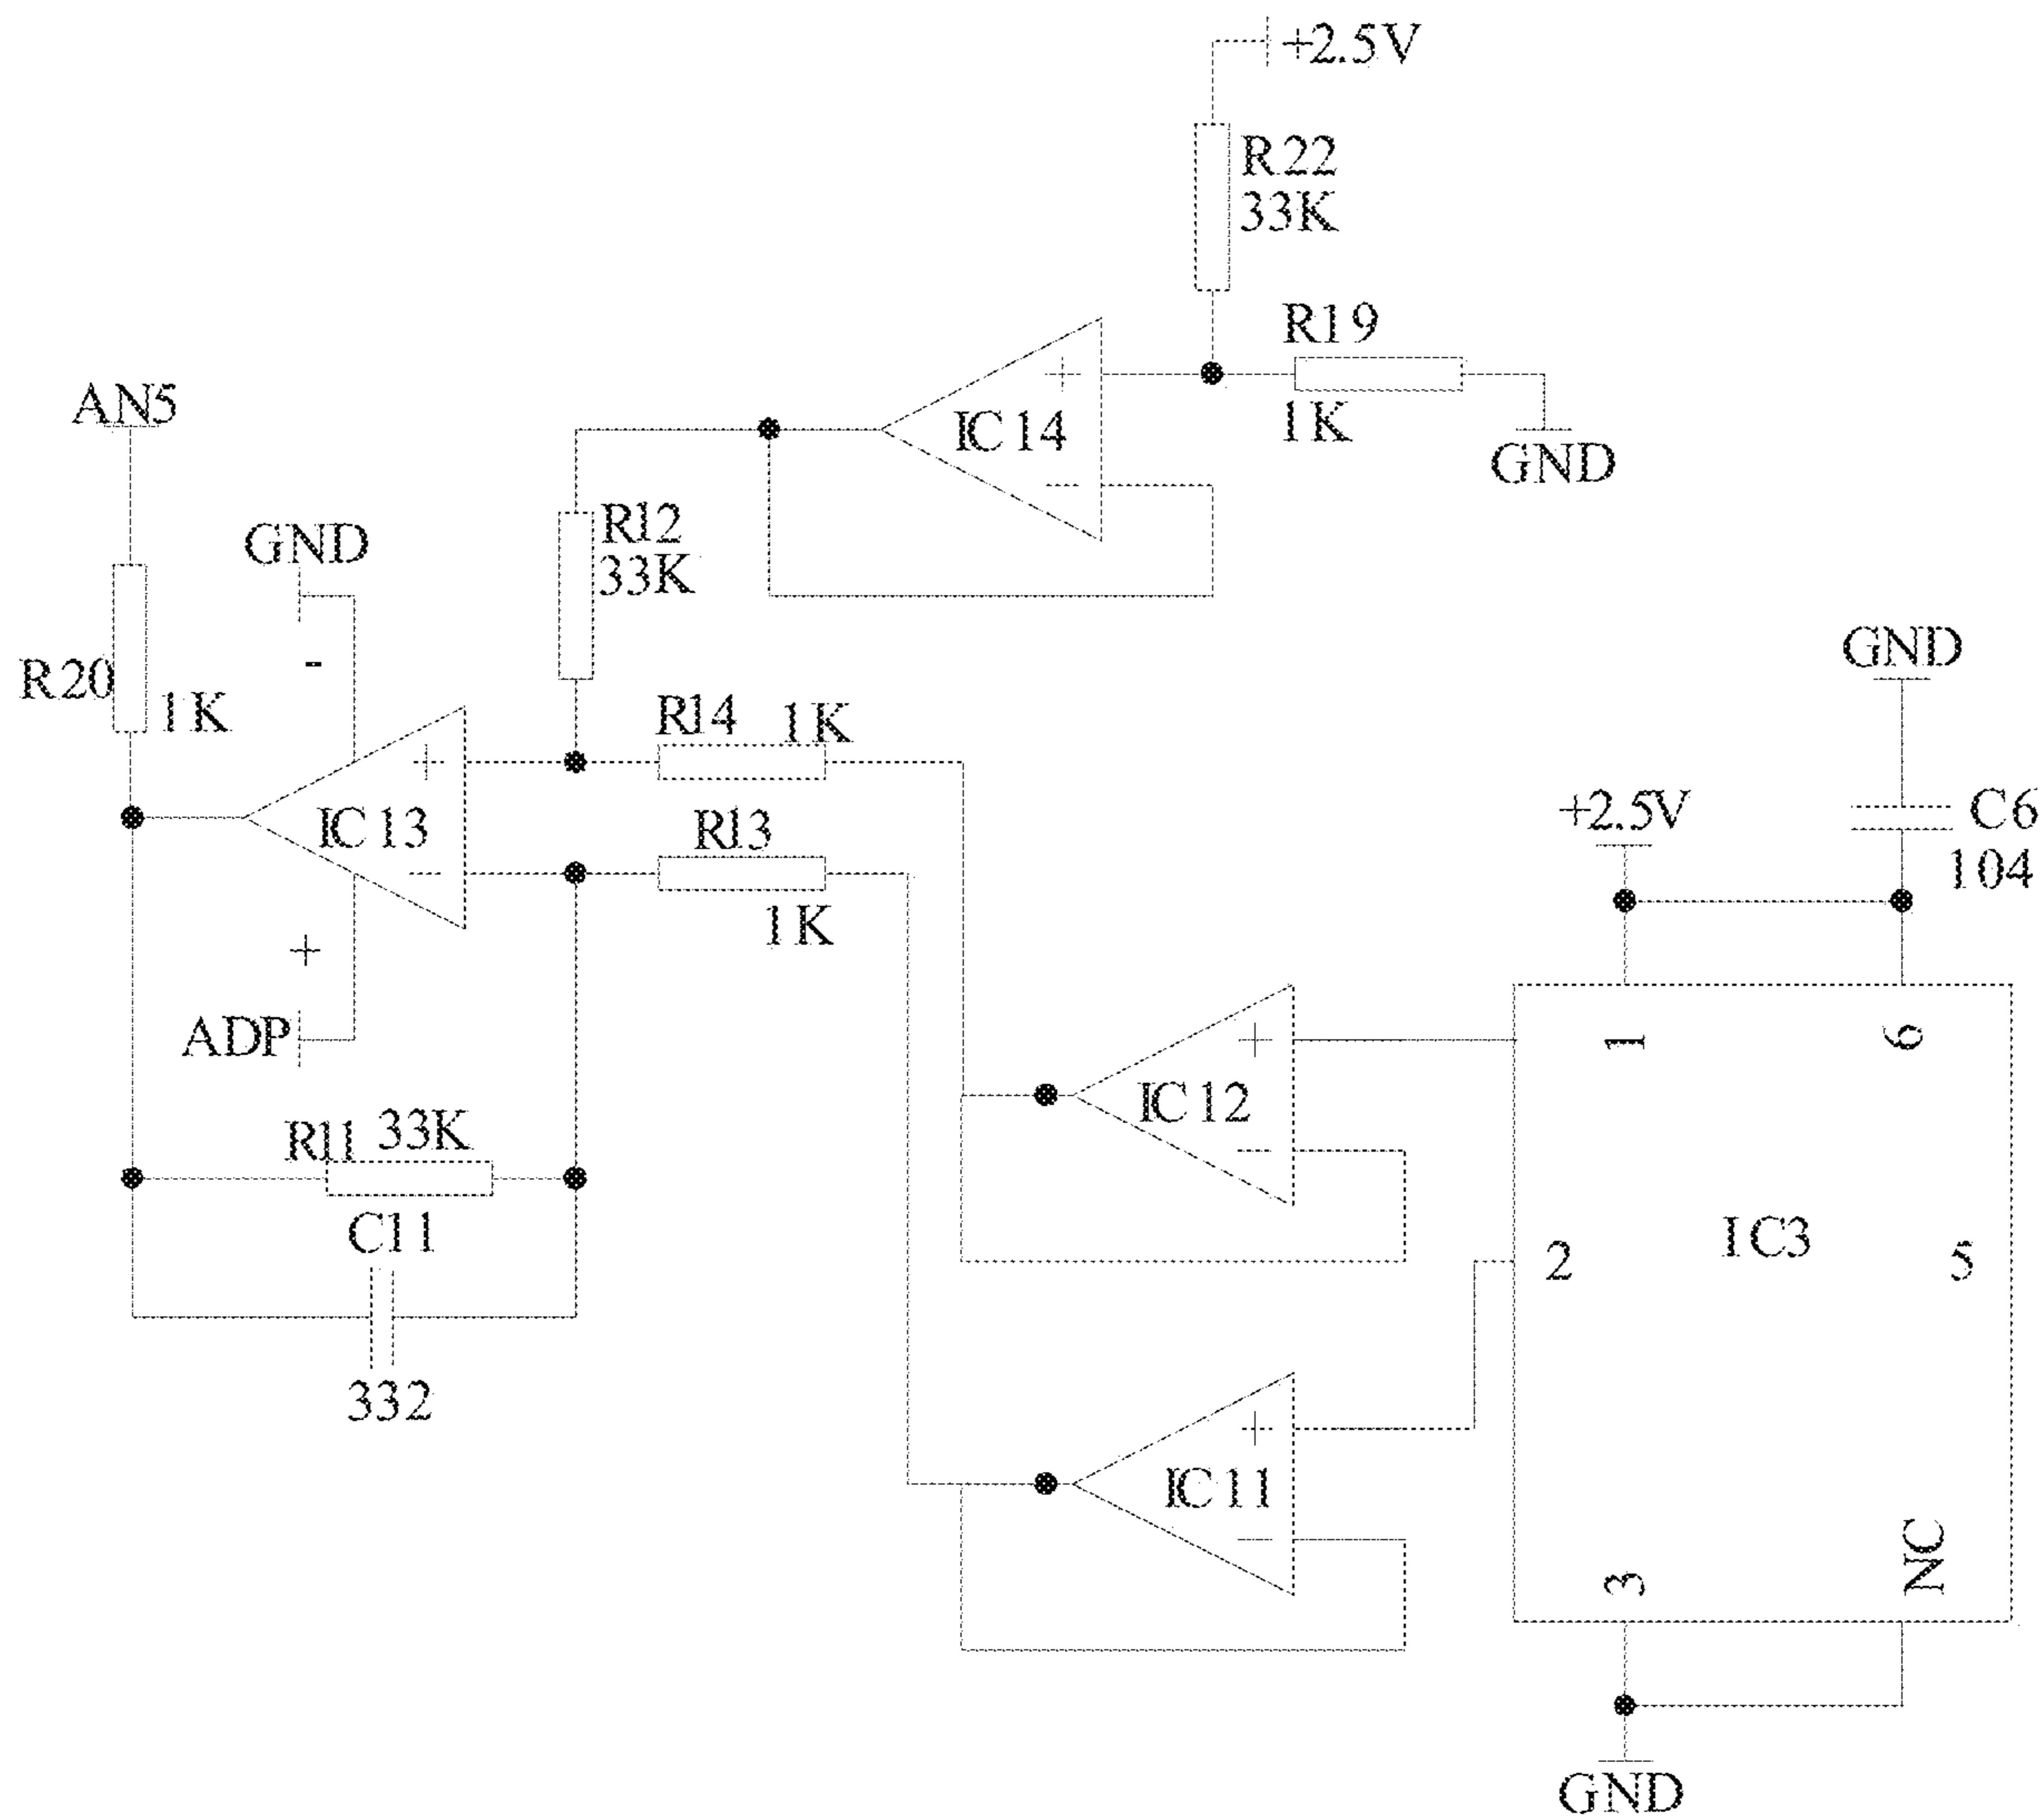 +2.5V
R22
33K
R19
1K
GND
IC14
AN5
GND
R12
33K
R20
1K
-
R14 1K
+
IC13
-
R13
1K
+
ADP
R11 33K
C11
332
+
-
GND
+2.5V
C6
104
+
IC12
-
1
6
2
IC3
5
+
IC11
-
3
NC
GND